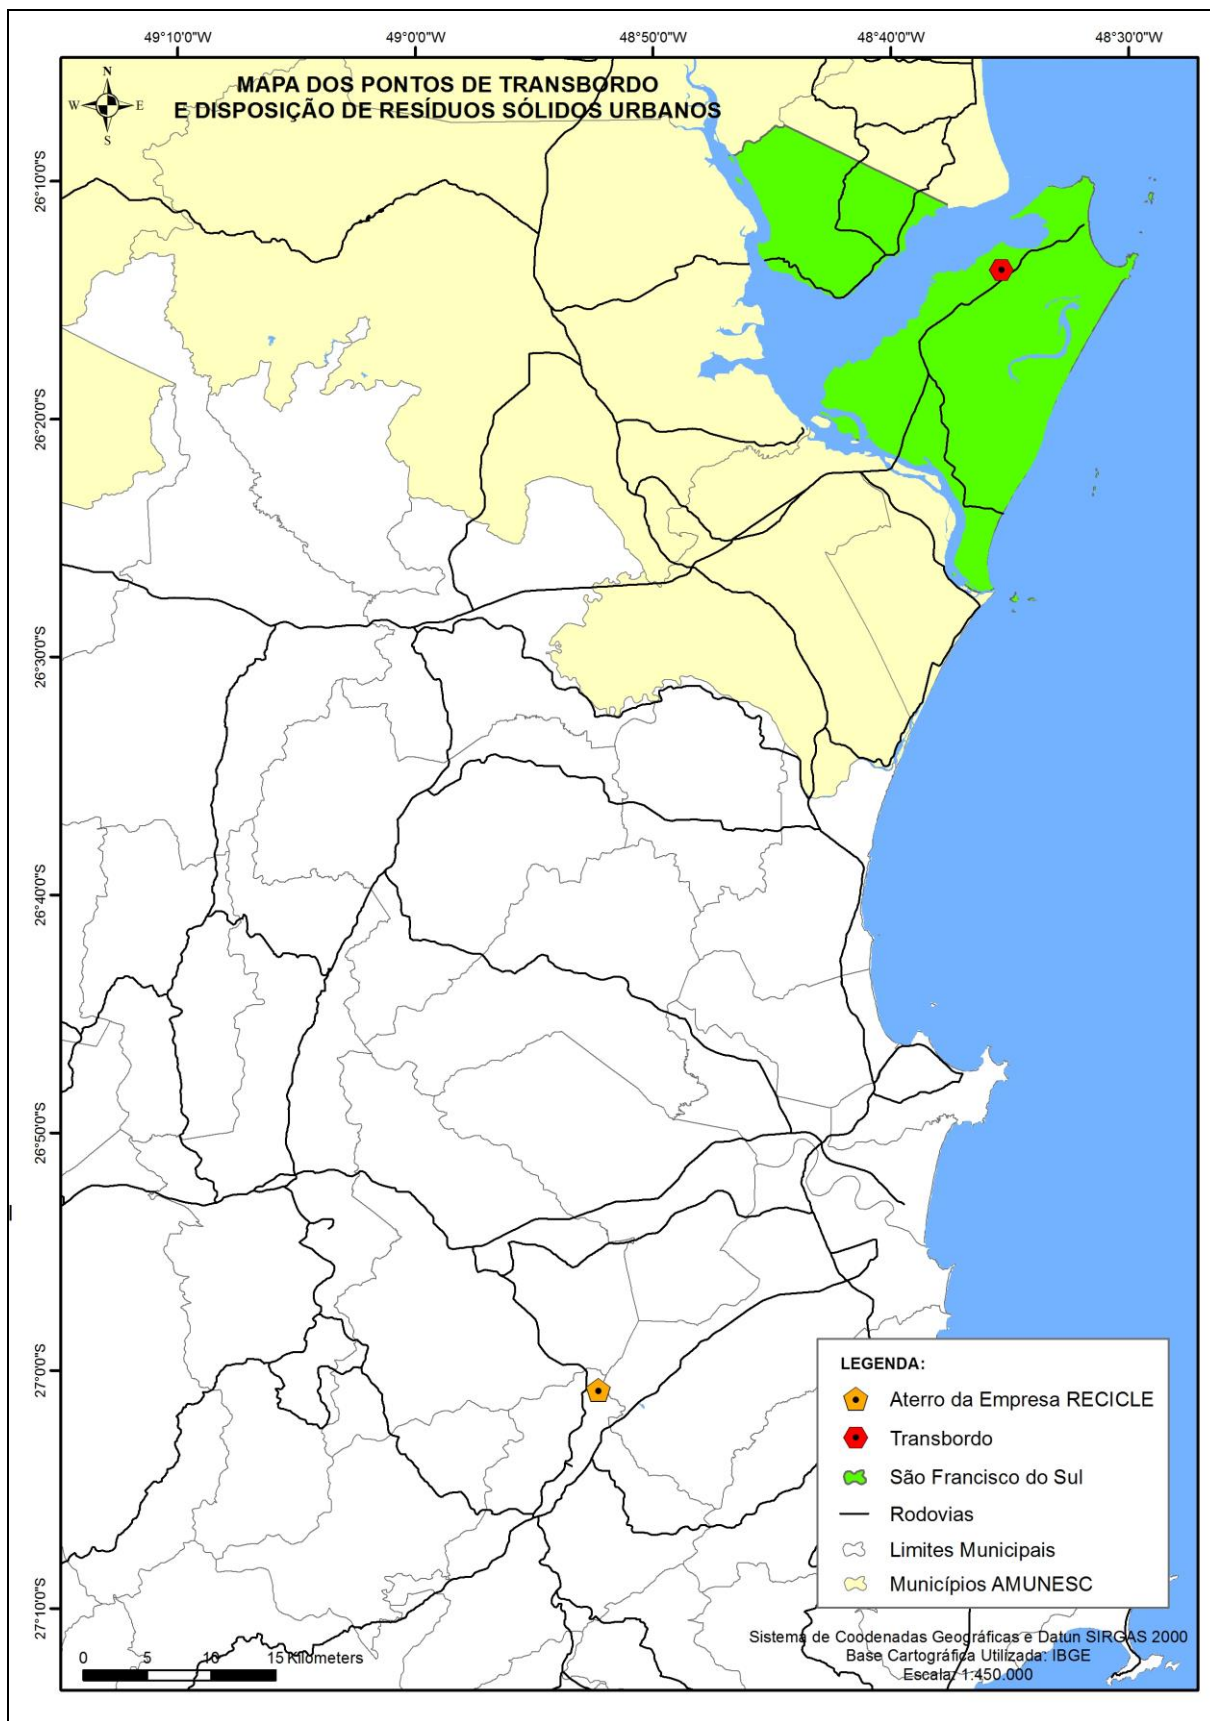 49°10'0"W 49°0'0"W 48°50'0"W 48°40'0"W 48°30'0"W
MAPA DOS PONTOS DE TRANSBORDO
E DISPOSIÇÃO DE RESÍDUOS SÓLIDOS URBANOS
N
W E
S
26°10'0"S
26°20'0"S
26°30'0"S
26°40'0"S
26°50'0"S
27°0'0"S
27°10'0"S
LEGENDA:
Aterro da Empresa RECICLE
Transbordo
São Francisco do Sul
Rodovias
Limites Municipais
Municípios AMUNESC
Sistema de Coodenadas Geográficas e Datun SIRGAS 2000
Base Cartográfica Utilizada: IBGE
Escala: 1:450.000
0 5 10 15 Kilometers